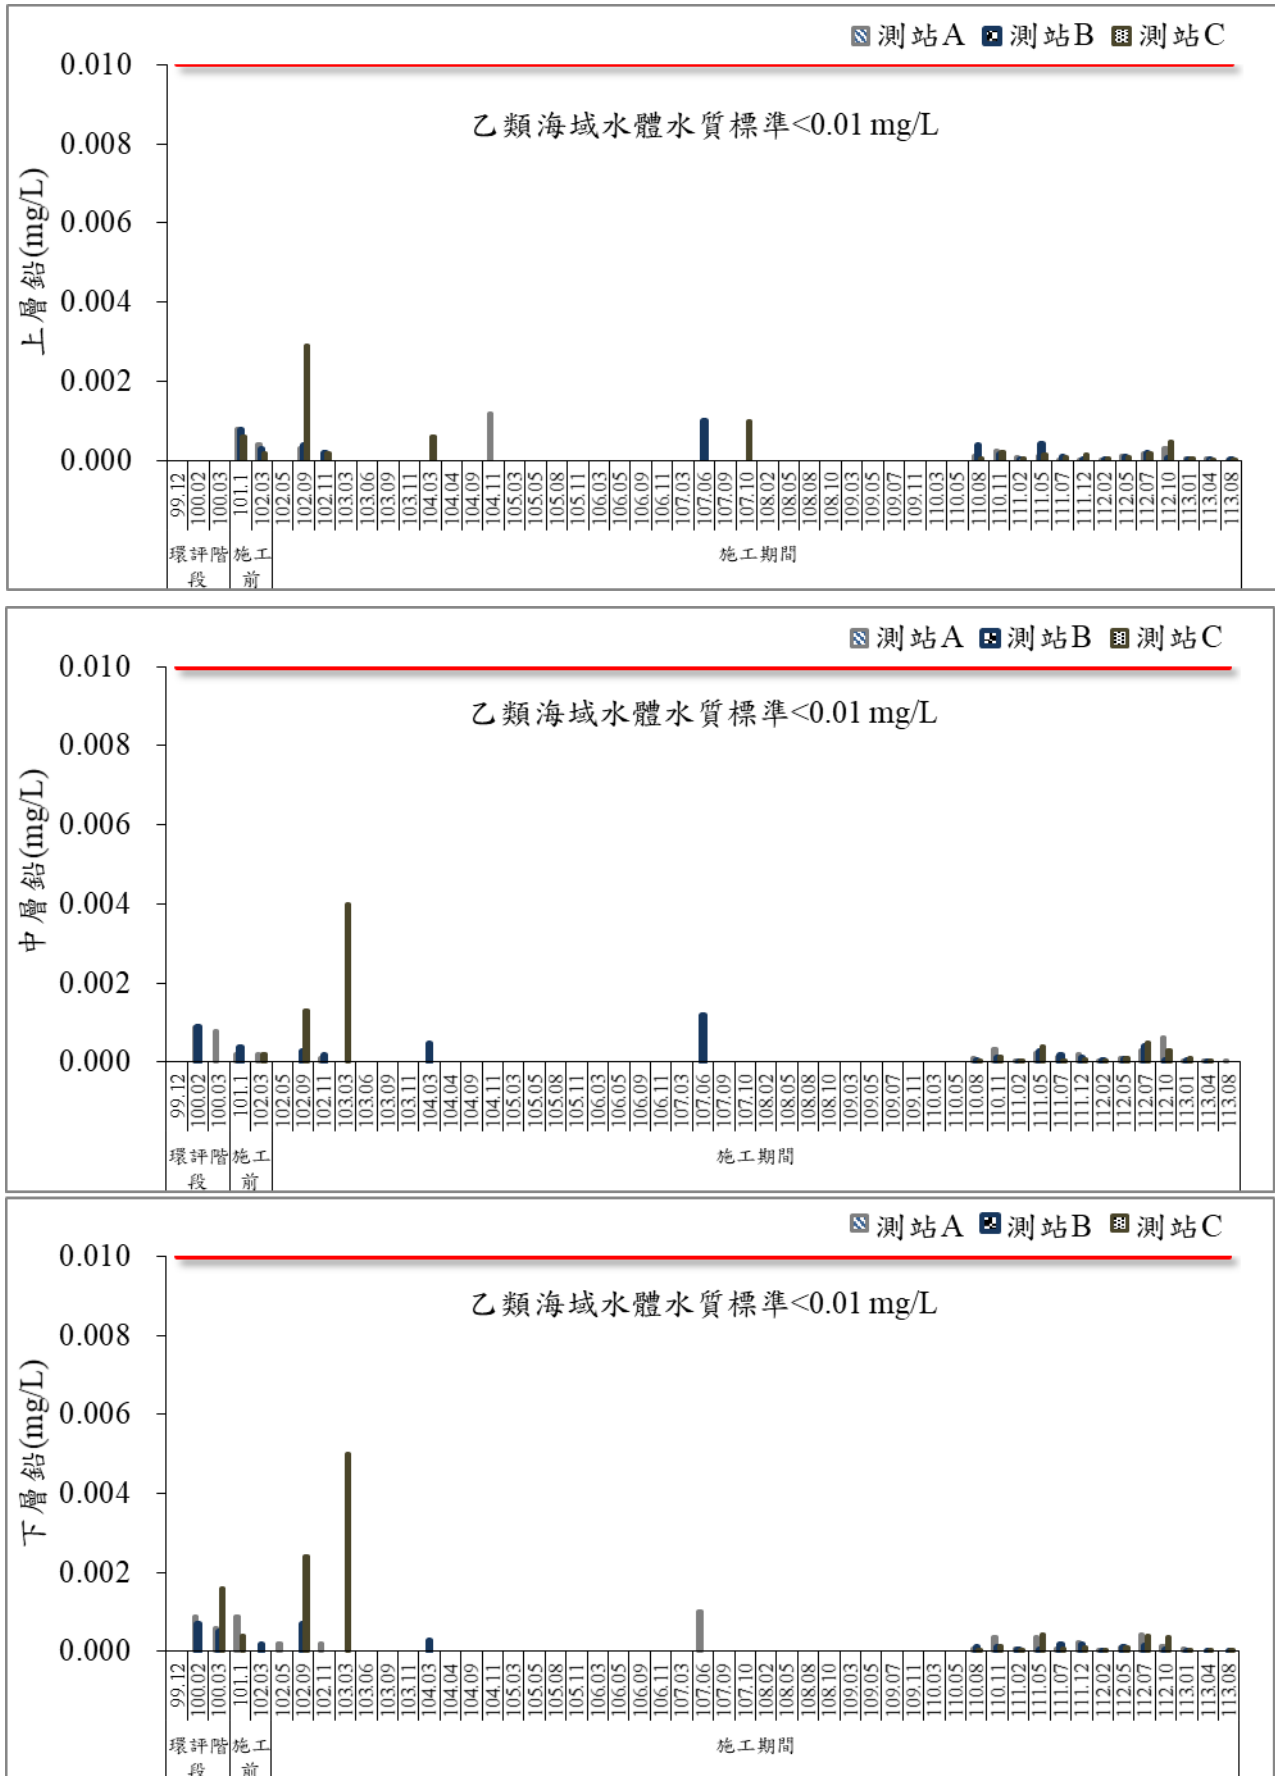 測站A 測站B 測站C
乙類海域水體水質標準<0.01 mg/L
上層鉛(mg/L)
0.010
0.008
0.006
0.004
0.002
0.000
99.12 100.02 100.03 101.1 102.03 102.05 102.09 102.11 103.03 103.06 103.09 103.11 104.03 104.04 104.09 104.11 105.03 105.05 105.08 105.11 106.03 106.05 106.09 106.11 107.03 107.06 107.09 107.10 108.02 108.05 108.08 108.10 109.03 109.05 109.07 109.11 110.03 110.05 110.08 110.11 111.02 111.05 111.07 111.12 112.02 112.05 112.07 112.10 113.01 113.04 113.08
環評階段 施工前 施工期間
測站A 測站B 測站C
乙類海域水體水質標準<0.01 mg/L
中層鉛(mg/L)
0.010
0.008
0.006
0.004
0.002
0.000
99.12 100.02 100.03 101.1 102.03 102.05 102.09 102.11 103.03 103.06 103.09 103.11 104.03 104.04 104.09 104.11 105.03 105.05 105.08 105.11 106.03 106.05 106.09 106.11 107.03 107.06 107.09 107.10 108.02 108.05 108.08 108.10 109.03 109.05 109.07 109.11 110.03 110.05 110.08 110.11 111.02 111.05 111.07 111.12 112.02 112.05 112.07 112.10 113.01 113.04 113.08
環評階段 施工前 施工期間
測站A 測站B 測站C
乙類海域水體水質標準<0.01 mg/L
下層鉛(mg/L)
0.010
0.008
0.006
0.004
0.002
0.000
99.12 100.02 100.03 101.1 102.03 102.05 102.09 102.11 103.03 103.06 103.09 103.11 104.03 104.04 104.09 104.11 105.03 105.05 105.08 105.11 106.03 106.05 106.09 106.11 107.03 107.06 107.09 107.10 108.02 108.05 108.08 108.10 109.03 109.05 109.07 109.11 110.03 110.05 110.08 110.11 111.02 111.05 111.07 111.12 112.02 112.05 112.07 112.10 113.01 113.04 113.08
環評階段 施工前 施工期間